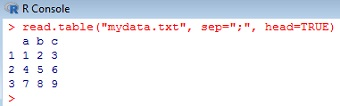 R Console
> read.table("mydata.txt", sep=";", head=TRUE)
  a b c
1 1 2 3
2 4 5 6
3 7 8 9
>